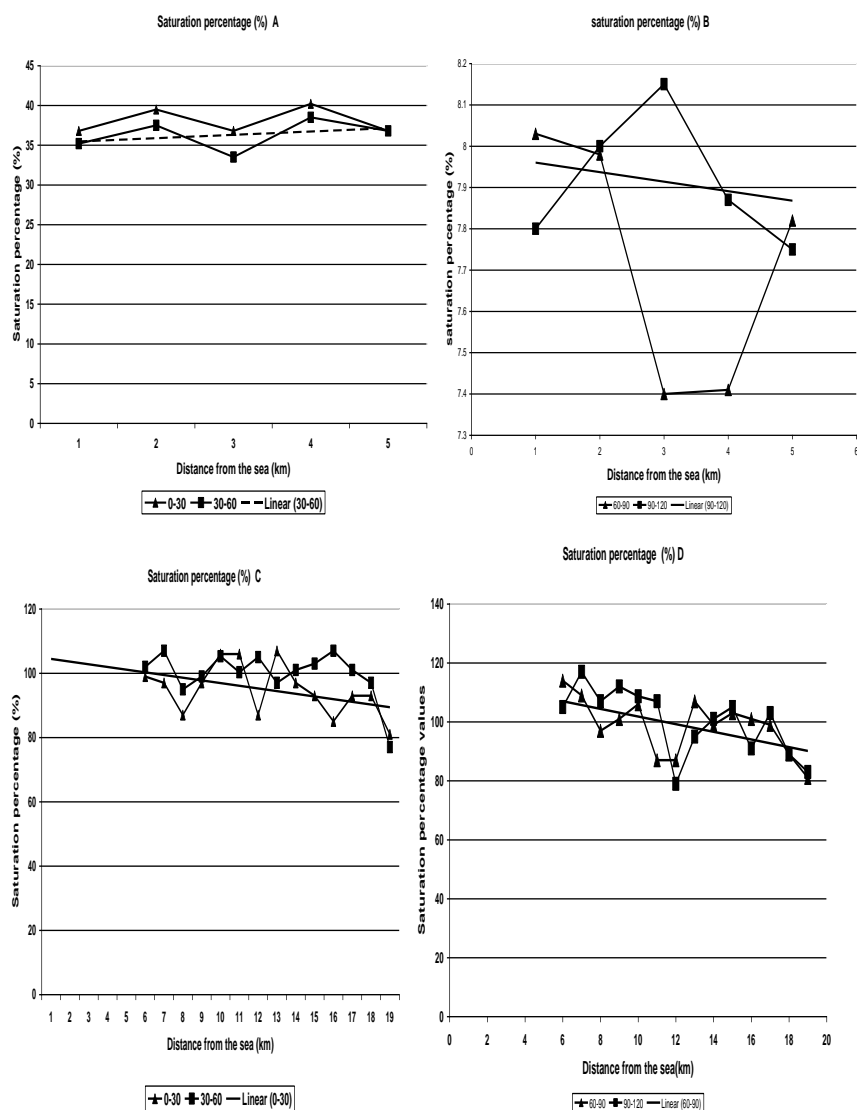 Saturation percentage (%) A
Saturation percentage (%)
45
40
35
30
25
20
15
10
5
0
1 2 3 4 5
Distance from the sea (km)
0-30 30-60 Linear (30-60)
saturation percentage (%) B
saturation percentage (%)
8.2
8.1
8
7.9
7.8
7.7
7.6
7.5
7.4
7.3
0 1 2 3 4 5 6
Distance from the sea (km)
60-90 90-120 Linear (90-120)
Saturation percentage (%) C
Saturation percentage (%)
120
100
80
60
40
20
0
1 2 3 4 5 6 7 8 9 10 11 12 13 14 15 16 17 18 19
Distance from the sea (km)
0-30 30-60 Linear (0-30)
Saturation percentage (%) D
Saturation percentage values
140
120
100
80
60
40
20
0
0 2 4 6 8 10 12 14 16 18 20
Distance from the sea(km)
60-90 90-120 Linear (60-90)